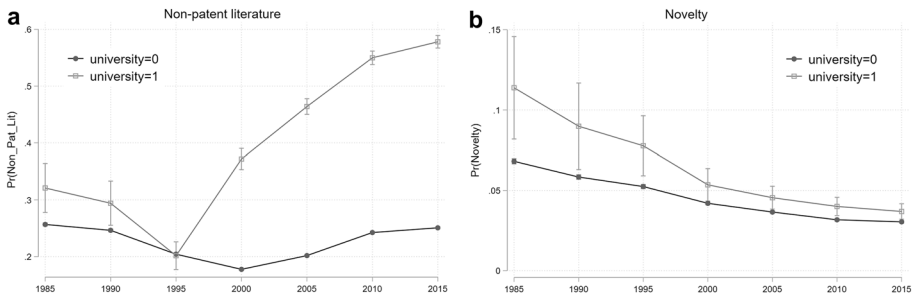 a
Non-patent literature
Pr(Non_Pat_Lit)
.6
.5
.4
.3
.2
university=0
university=1
1985 1990 1995 2000 2005 2010 2015
b
Novelty
Pr(Novelty)
.15
.1
.05
0
university=0
university=1
1985 1990 1995 2000 2005 2010 2015